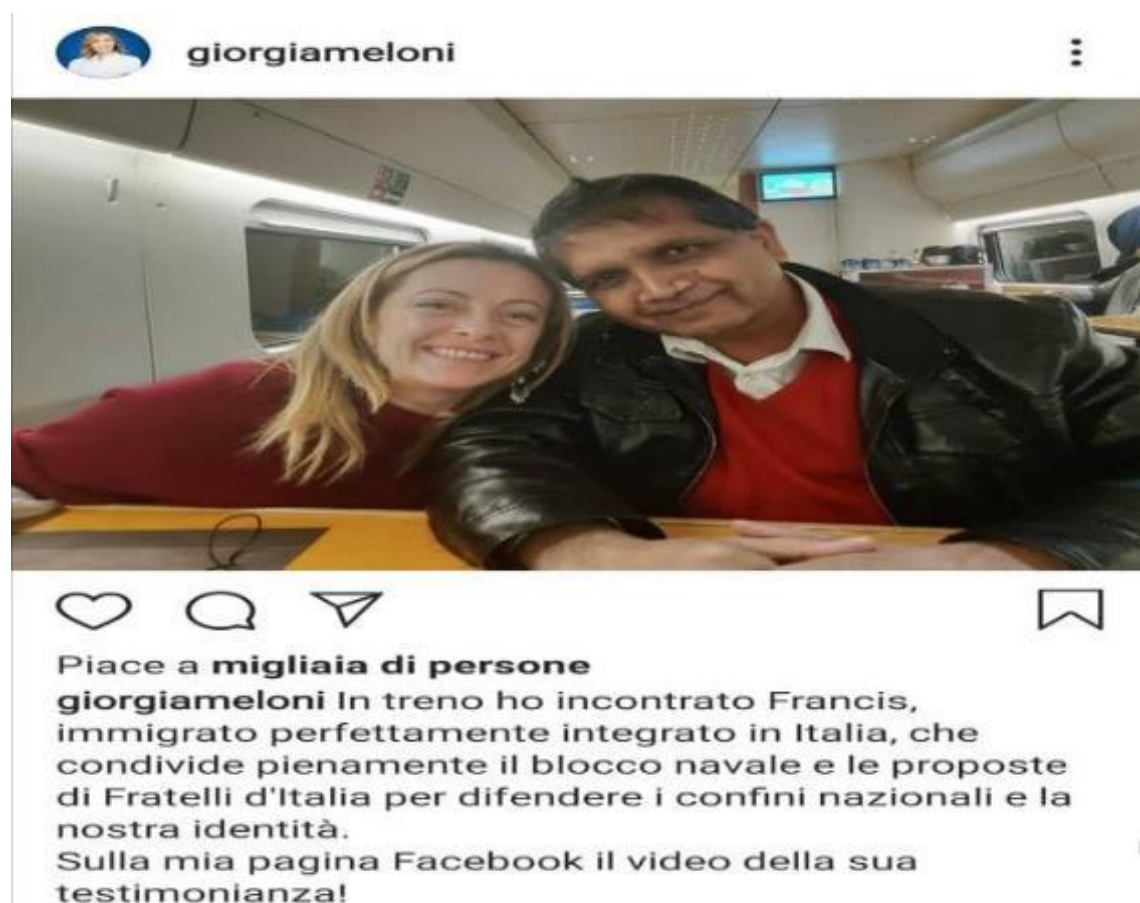 giorgiameloni
Piace a migliaia di persone
giorgiameloni In treno ho incontrato Francis,
immigrato perfettamente integrato in Italia, che
condivide pienamente il blocco navale e le proposte
di Fratelli d'Italia per difendere i confini nazionali e la
nostra identità.
Sulla mia pagina Facebook il video della sua
testimonianza!